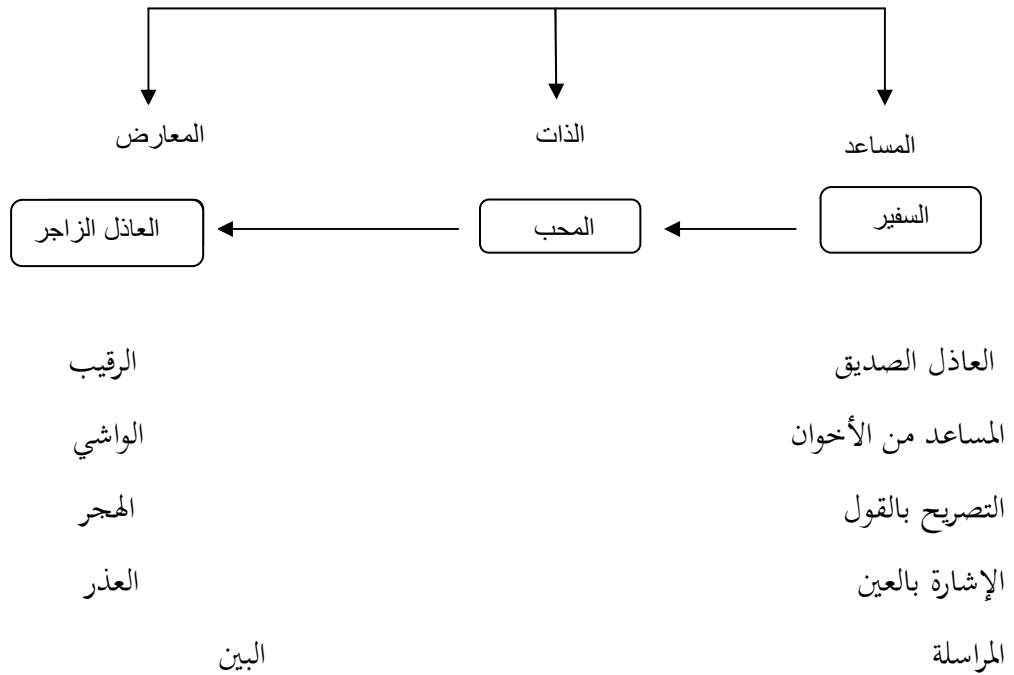 المساعد الذات المعارض
السفير المحب العاذل الزاجر
العاذل الصديق الرقيب
المساعد من الأخوان الواشي
التصريح بالقول الهجر
الإشارة بالعين العذر
المراسلة البين